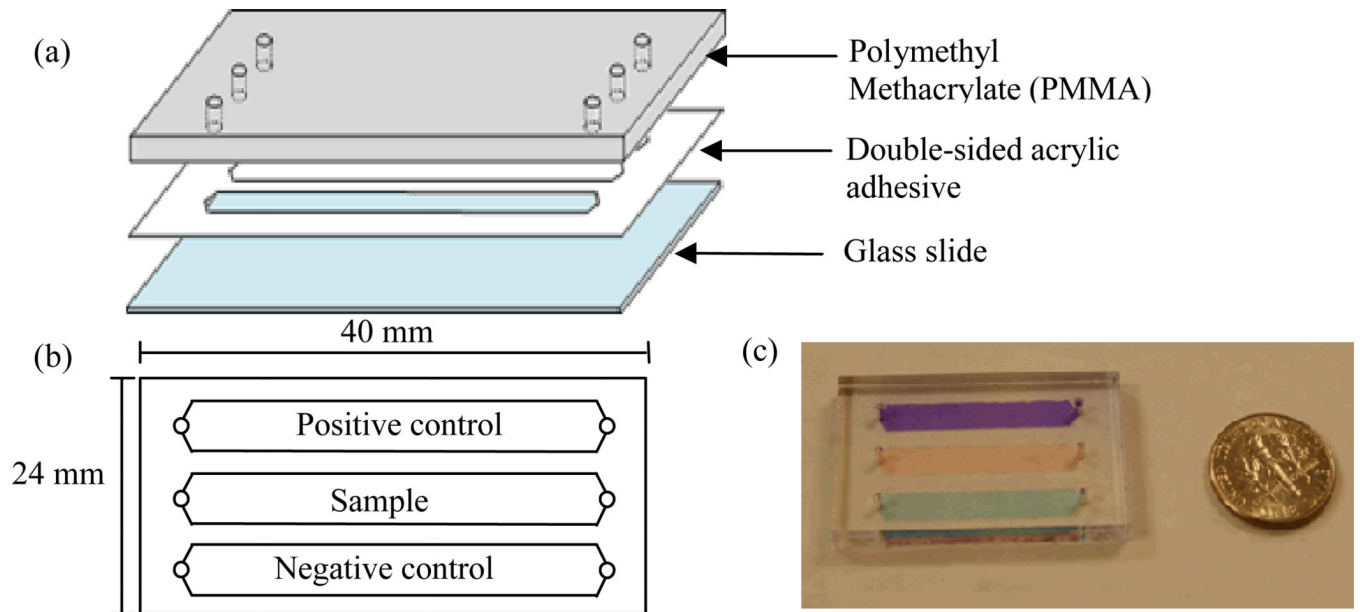 (a)
Polymethyl
Methacrylate (PMMA)
Double-sided acrylic
adhesive
Glass slide
(b)
40 mm
24 mm
Positive control
Sample
Negative control
(c)